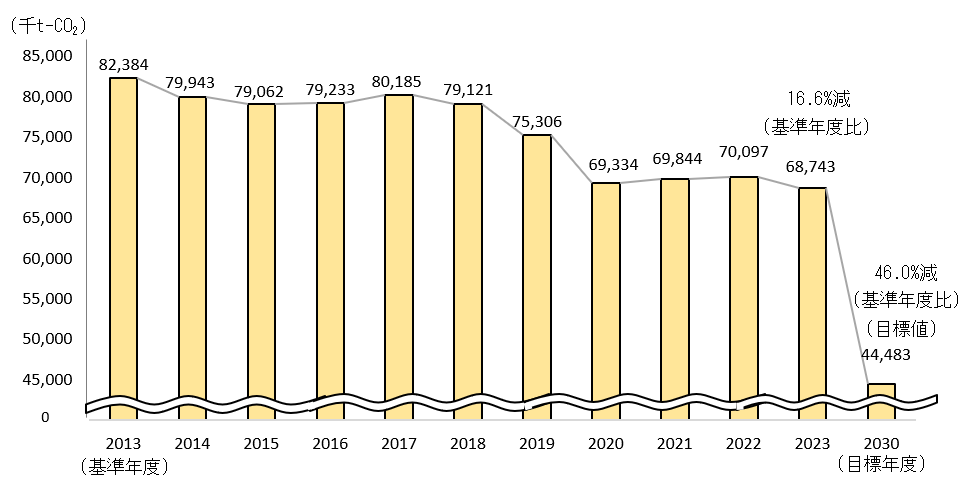 (千t-CO₂)
85,000
80,000
75,000
70,000
65,000
60,000
55,000
50,000
45,000
0
82,384
79,943
79,062
79,233
80,185
79,121
75,306
69,334
69,844
70,097
68,743
44,483
16.6%減
(基準年度比)
46.0%減
(基準年度比)
(目標値)
2013 2014 2015 2016 2017 2018 2019 2020 2021 2022 2023 2030
(基準年度) (目標年度)